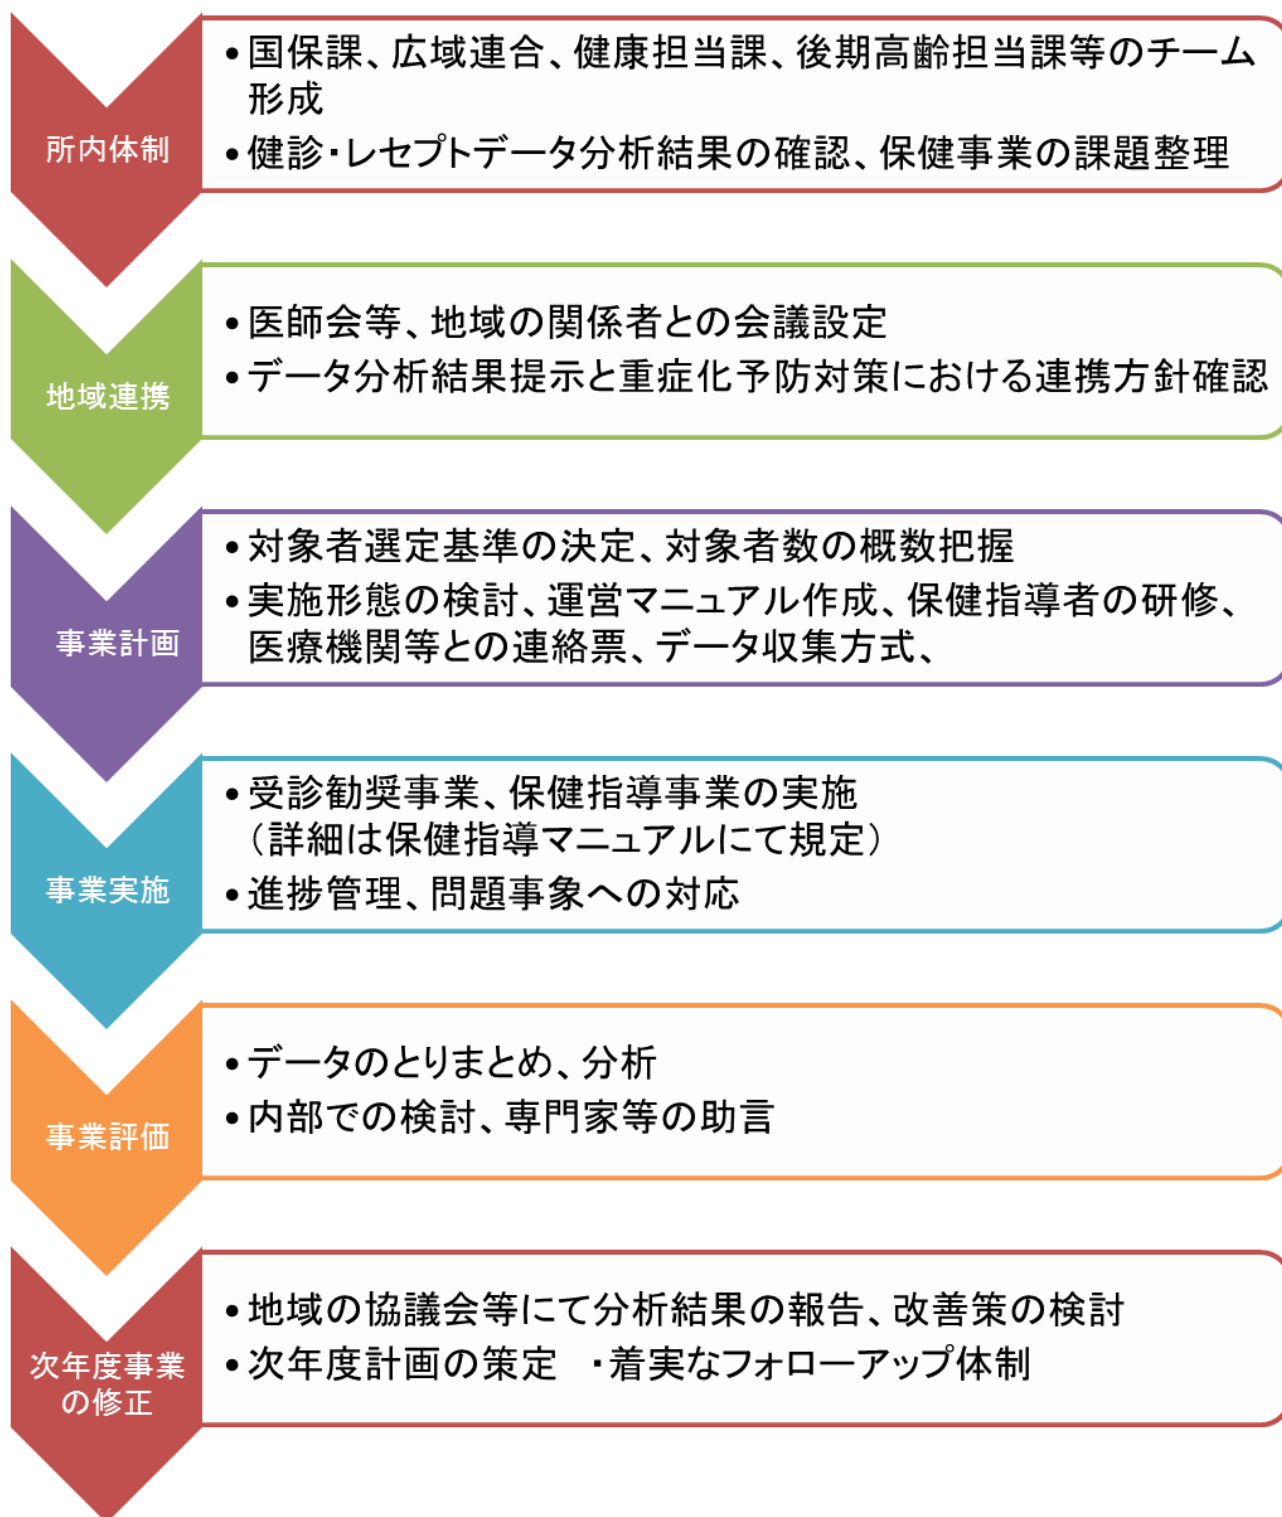 所内体制
•国保課、広域連合、健康担当課、後期高齢担当課等のチーム
形成
•健診・レセプトデータ分析結果の確認、保健事業の課題整理
地域連携
•医師会等、地域の関係者との会議設定
•データ分析結果提示と重症化予防対策における連携方針確認
事業計画
•対象者選定基準の決定、対象者数の概数把握
•実施形態の検討、運営マニュアル作成、保健指導者の研修、
医療機関等との連絡票、データ収集方式、
事業実施
•受診勧奨事業、保健指導事業の実施
（詳細は保健指導マニュアルにて規定）
•進捗管理、問題事象への対応
事業評価
•データのとりまとめ、分析
•内部での検討、専門家等の助言
次年度事業
の修正
•地域の協議会等にて分析結果の報告、改善策の検討
•次年度計画の策定　・着実なフォローアップ体制